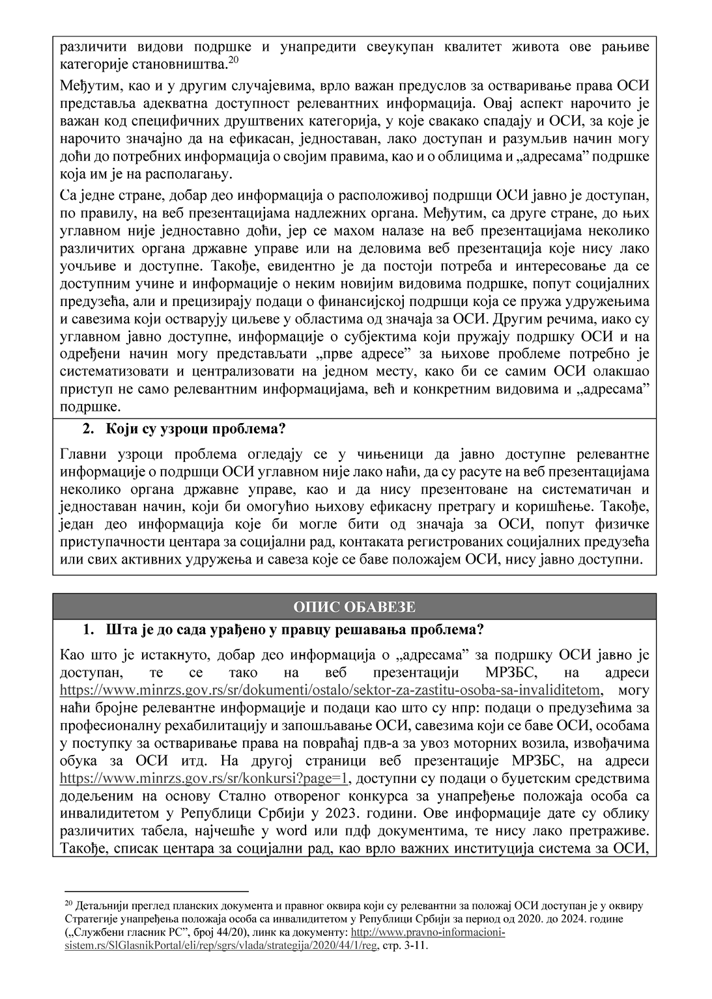 различити видови подршке и унапредити свеукупан квалитет живота ове рањиве
категорије становништва.20
Међутим, као и у другим случајевима, врло важан предуслов за остваривање права ОСИ
представља адекватна доступност релевантних информација. Овај аспект нарочито је
важан код специфичних друштвених категорија, у које свакако спадају и ОСИ, за које је
нарочито значајно да на ефикасан, једноставан, лако доступан и разумљив начин могу
доћи до потребних информација о својим правима, као и о облицима и „адресама” подршке
која им је на располагању.
Са једне стране, добар део информација о расположивој подршци ОСИ јавно је доступан,
по правилу, на веб презентацијама надлежних органа. Међутим, са друге стране, до њих
углавном није једноставно доћи, јер се махом налазе на веб презентацијама неколико
различитих органа државне управе или на деловима веб презентација које нису лако
уочљиве и доступне. Такође, евидентно је да постоји потреба и интересовање да се
доступним учине и информације о неким новијим видовима подршке, попут социјалних
предузећа, али и прецизирају подаци о финансијској подршци која се пружа удружењима
и савезима који остварују циљеве у областима од значаја за ОСИ. Другим речима, иако су
углавном јавно доступне, информације о субјектима који пружају подршку ОСИ и на
одређени начин могу представљати „прве адресе” за њихове проблеме потребно је
систематизовати и централизовати на једном месту, како би се самим ОСИ олакшао
приступ не само релевантним информацијама, већ и конкретним видовима и „адресама”
подршке.
2. Који су узроци проблема?
Главни узроци проблема огледају се у чињеници да јавно доступне релевантне
информације о подршци ОСИ углавном није лако наћи, да су расуте на веб презентацијама
неколико органа државне управе, као и да нису презентоване на систематичан и
једноставан начин, који би омогућио њихову ефикасну претрагу и коришћење. Такође,
један део информација које би могле бити од значаја за ОСИ, попут физичке
приступачности центара за социјални рад, контаката регистрованих социјалних предузећа
или свих активних удружења и савеза које се баве положајем ОСИ, нису јавно доступни.
ОПИС ОБАВЕЗЕ
1. Шта је до сада урађено у правцу решавања проблема?
Као што је истакнуто, добар део информација о „адресама” за подршку ОСИ јавно је
доступан, те се тако на веб презентацији МРЗБС, на адреси
https://www.minrzs.gov.rs/sr/dokumenti/ostalo/sektor-za-zastitu-osoba-sa-invaliditetom, могу
наћи бројне релевантне информације и подаци као што су нпр: подаци о предузећима за
професионалну рехабилитацију и запошљавање ОСИ, савезима који се баве ОСИ, особама
у поступку за остваривање права на повраћај пдв-а за увоз моторних возила, извођачима
обука за ОСИ итд. На другој страници веб презентације МРЗБС, на адреси
https://www.minrzs.gov.rs/sr/konkursi?page=1, доступни су подаци о буџетским средствима
додељеним на основу Стално отвореног конкурса за унапређење положаја особа са
инвалидитетом у Републици Србији у 2023. години. Ове информације дате су облику
различитих табела, најчешће у word или пдф документима, те нису лако претраживе.
Такође, списак центара за социјални рад, као врло важних институција система за ОСИ,
20 Детаљнији преглед планских документа и правног оквира који су релевантни за положај ОСИ доступан је у оквиру
Стратегије унапређења положаја особа са инвалидитетом у Републици Србији за период од 2020. до 2024. године
(„Службени гласник РС”, број 44/20), линк ка документу: http://www.pravno-informacioni-
sistem.rs/SlGlasnikPortal/eli/rep/sgrs/vlada/strategija/2020/44/1/reg, стр. 3-11.